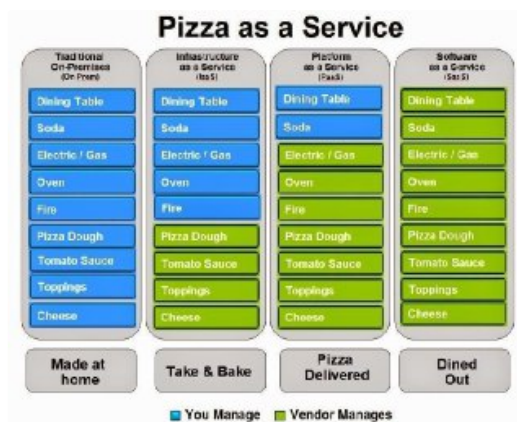 Pizza as a Service
Traditional
On-Premises
(On Prem)
Dining Table
Soda
Electric / Gas
Oven
Fire
Pizza Dough
Tomato Sauce
Toppings
Cheese
Made at
home
Infrastructure
as a Service
(IaaS)
Dining Table
Soda
Electric / Gas
Oven
Fire
Pizza Dough
Tomato Sauce
Toppings
Cheese
Take & Bake
Platform
as a Service
(PaaS)
Dining Table
Soda
Electric / Gas
Oven
Fire
Pizza Dough
Tomato Sauce
Toppings
Cheese
Pizza
Delivered
Software
as a Service
(SaaS)
Dining Table
Soda
Electric / Gas
Oven
Fire
Pizza Dough
Tomato Sauce
Toppings
Cheese
Dined
Out
You Manage
Vendor Manages